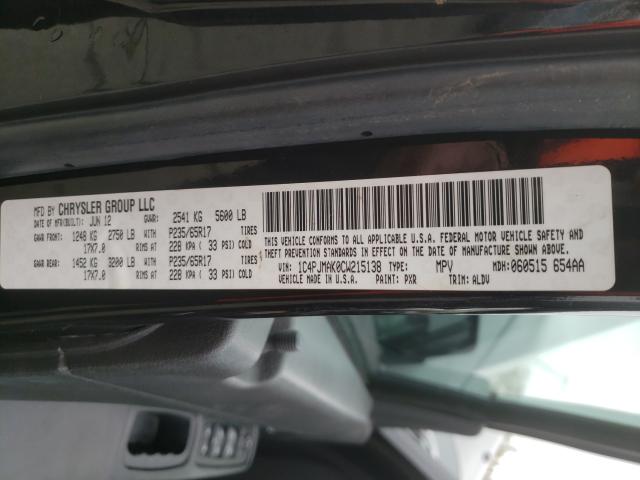 MFD BY CHRYSLER GROUP LLC
DATE OF MFR(BUILT): JUN 12 GVWR: 2541 KG 5600 LB
GAWR FRONT: 1248 KG 2750 LB WITH P235/65R17 TIRES
17X7.0 RIMS AT 228 KPA ( 33 PSI) COLD
GAWR REAR: 1452 KG 3200 LB WITH P235/65R17 TIRES
17X7.0 RIMS AT 228 KPA ( 33 PSI) COLD
THIS VEHICLE CONFORMS TO ALL APPLICABLE U.S.A. FEDERAL MOTOR VEHICLE SAFETY
AND THEFT PREVENTION STANDARDS IN EFFECT ON THE DATE OF MANUFACTURE SHOWN ABOVE.
VIN: 1C4PJMAK0CW215138 TYPE: MPV MDH: 060515 654AA
VEHICLE MADE IN U.S.A. PAINT: PXR TRIM: ALDV